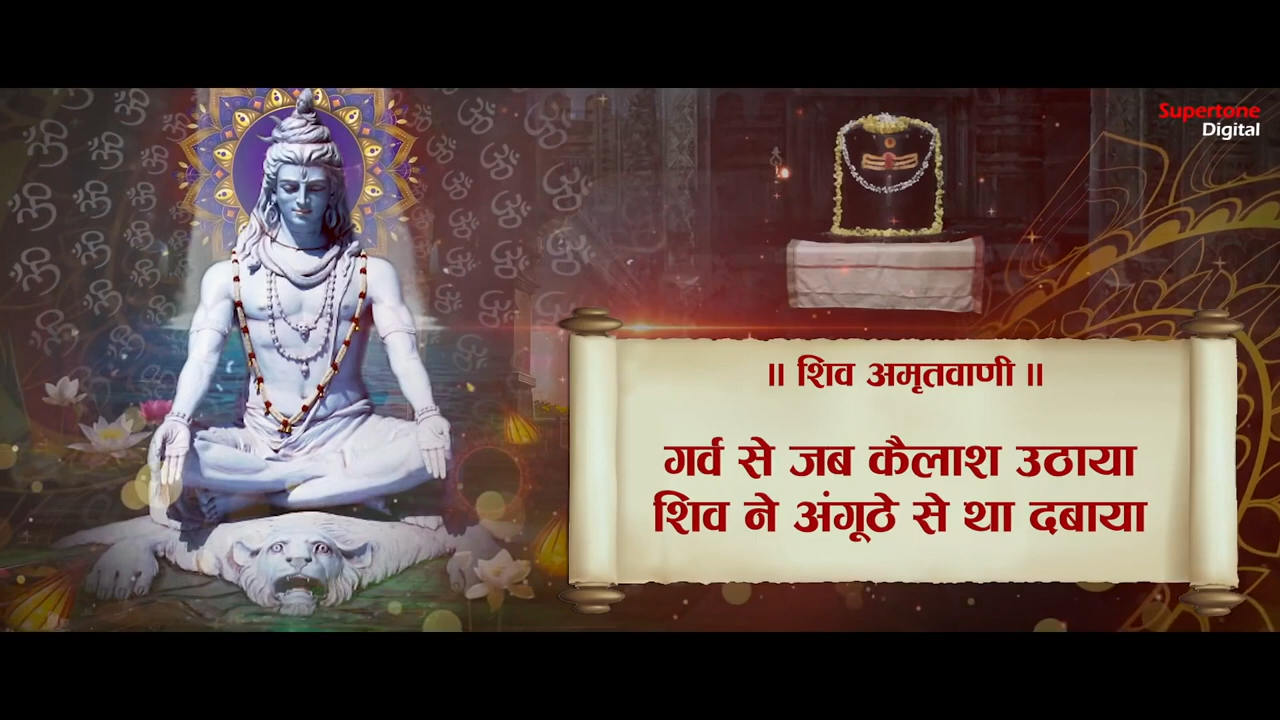 Supertone
Digital
॥ शिव अमृतवाणी ॥
गर्व से जब कैलाश उठाया
शिव ने अंगूठे से था दबाया